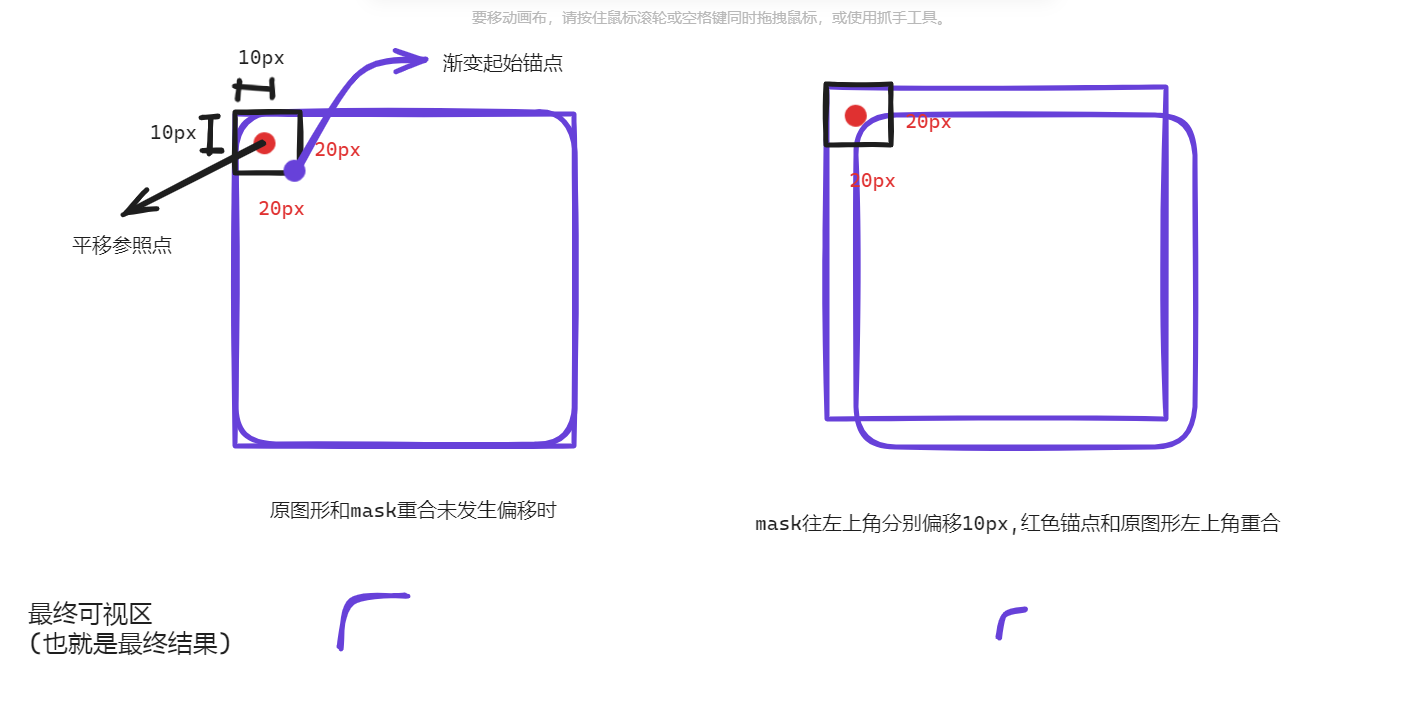 要移动画布，请按住鼠标滚轮或空格键同时拖拽鼠标，或使用抓手工具。
10px
渐变起始锚点
10px
20px
20px
平移参照点
20px
20px
原图形和mask重合未发生偏移时
mask往左上角分别偏移10px,红色锚点和原图形左上角重合
最终可视区
(也就是最终结果)